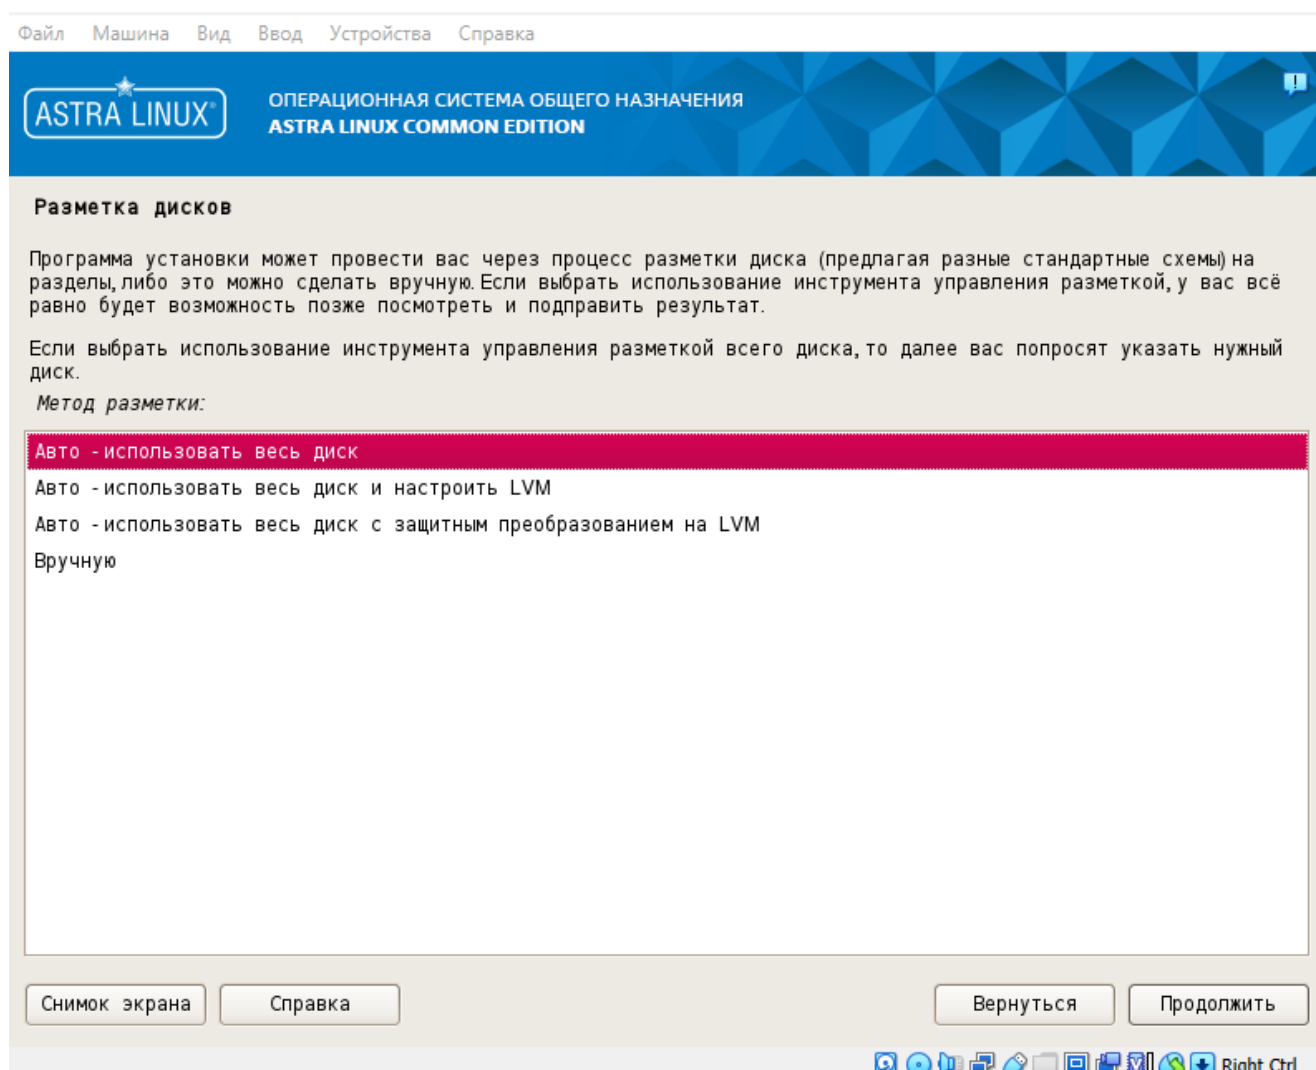 Файл Машина Вид Ввод Устройства Справка
ASTRA LINUX®
ОПЕРАЦИОННАЯ СИСТЕМА ОБЩЕГО НАЗНАЧЕНИЯ
ASTRA LINUX COMMON EDITION
Разметка дисков
Программа установки может провести вас через процесс разметки диска (предлагая разные стандартные схемы) на
разделы, либо это можно сделать вручную. Если выбрать использование инструмента управления разметкой, у вас всё
равно будет возможность позже посмотреть и подправить результат.
Если выбрать использование инструмента управления разметкой всего диска, то далее вас попросят указать нужный
диск.
Метод разметки:
Авто - использовать весь диск
Авто - использовать весь диск и настроить LVM
Авто - использовать весь диск с защитным преобразованием на LVM
Вручную
Снимок экрана Справка Вернуться Продолжить
Right Ctrl